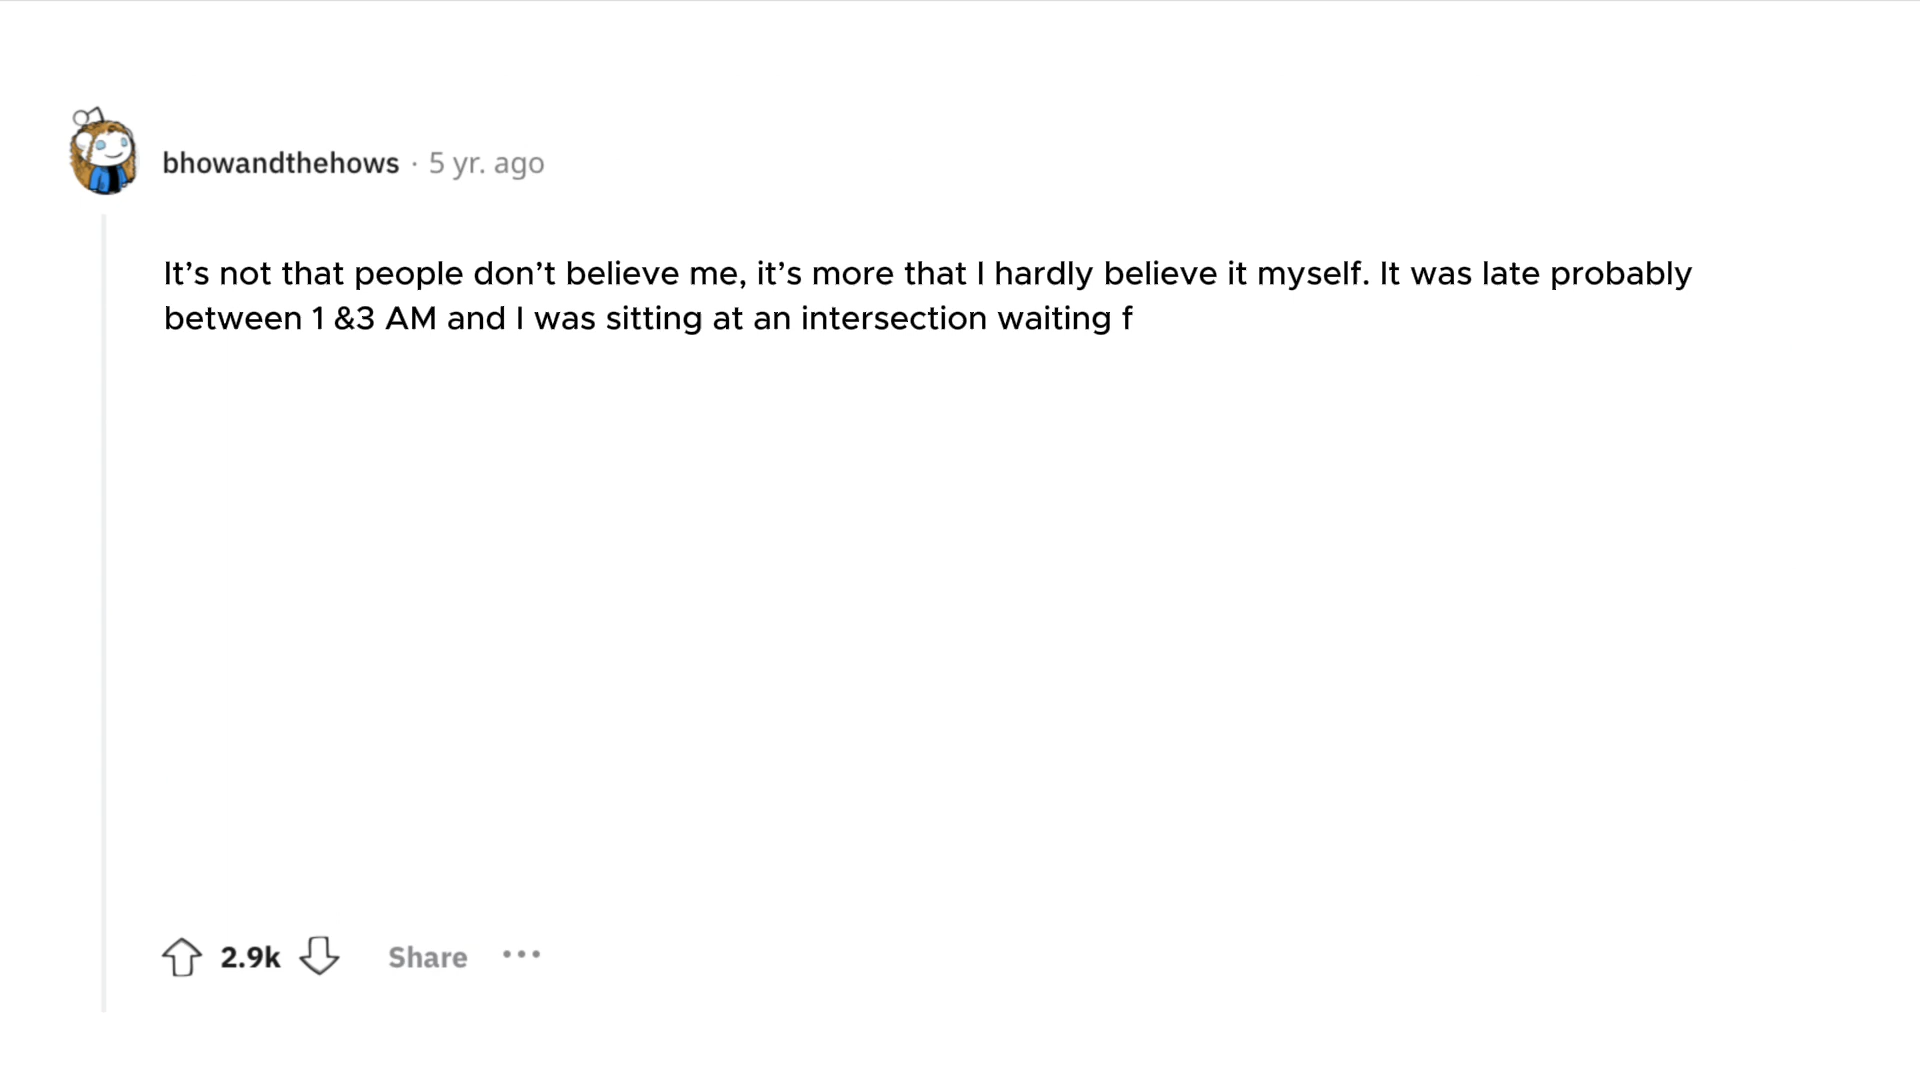 bhowandthehows · 5 yr. ago
It’s not that people don’t believe me, it’s more that I hardly believe it myself. It was late probably
between 1 &3 AM and I was sitting at an intersection waiting f
2.9k Share ...